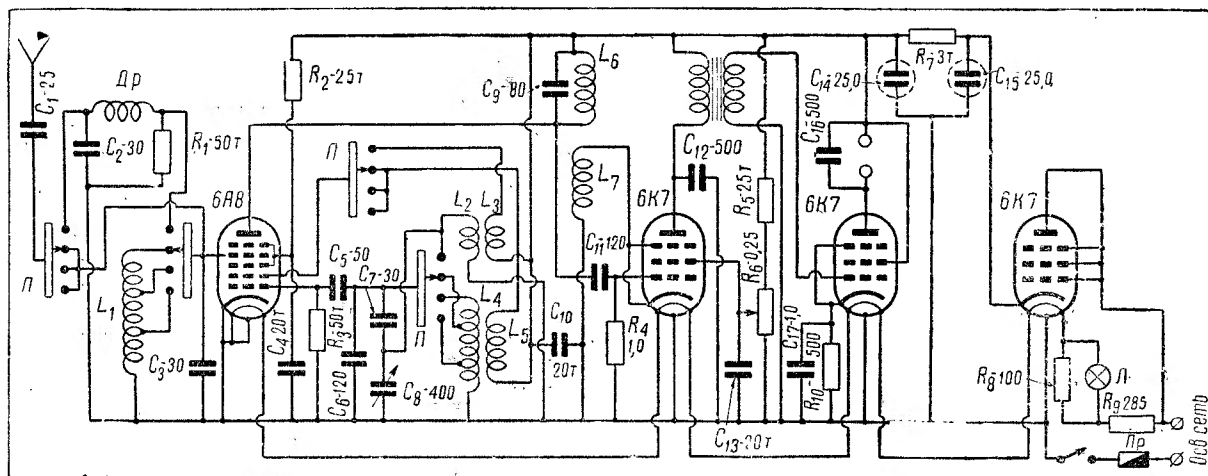 C₁-25
Др
C₂-30
R₁-50т
П
L₁
C₃-30
6А8
R₂-25т
C₄ 20т
П
C₅-50
C₇-30
R₃50т
C₆-120
C₈-400
П
L₂
L₃
L₄
L₅
C₉-80
L₆
L₇
C₁₀
20т
C₁₁-120
R₄
1,0
6К7
C₁₂-500
C₁₃-20т
R₅-25т
R₆-0,25
6К7
C₁₆-500
C₁₇-1,0
R₁₀-500
C₁₄-25,0
R₇-3т
C₁₅-25,0
6К7
R₈-100
Л
R₉ 285
Пр
Осв сеть